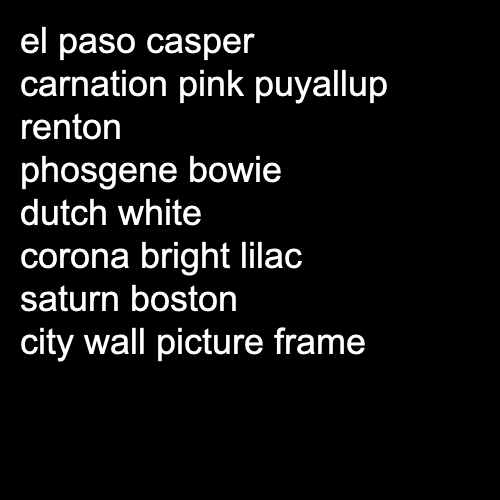 el paso casper
carnation pink puyallup
renton
phosgene bowie
dutch white
corona bright lilac
saturn boston
city wall picture frame